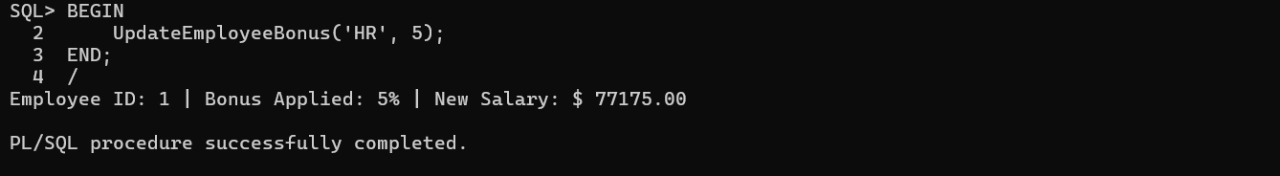 SQL> BEGIN
  2      UpdateEmployeeBonus('HR', 5);
  3  END;
  4  /
Employee ID: 1 | Bonus Applied: 5% | New Salary: $ 77175.00

PL/SQL procedure successfully completed.